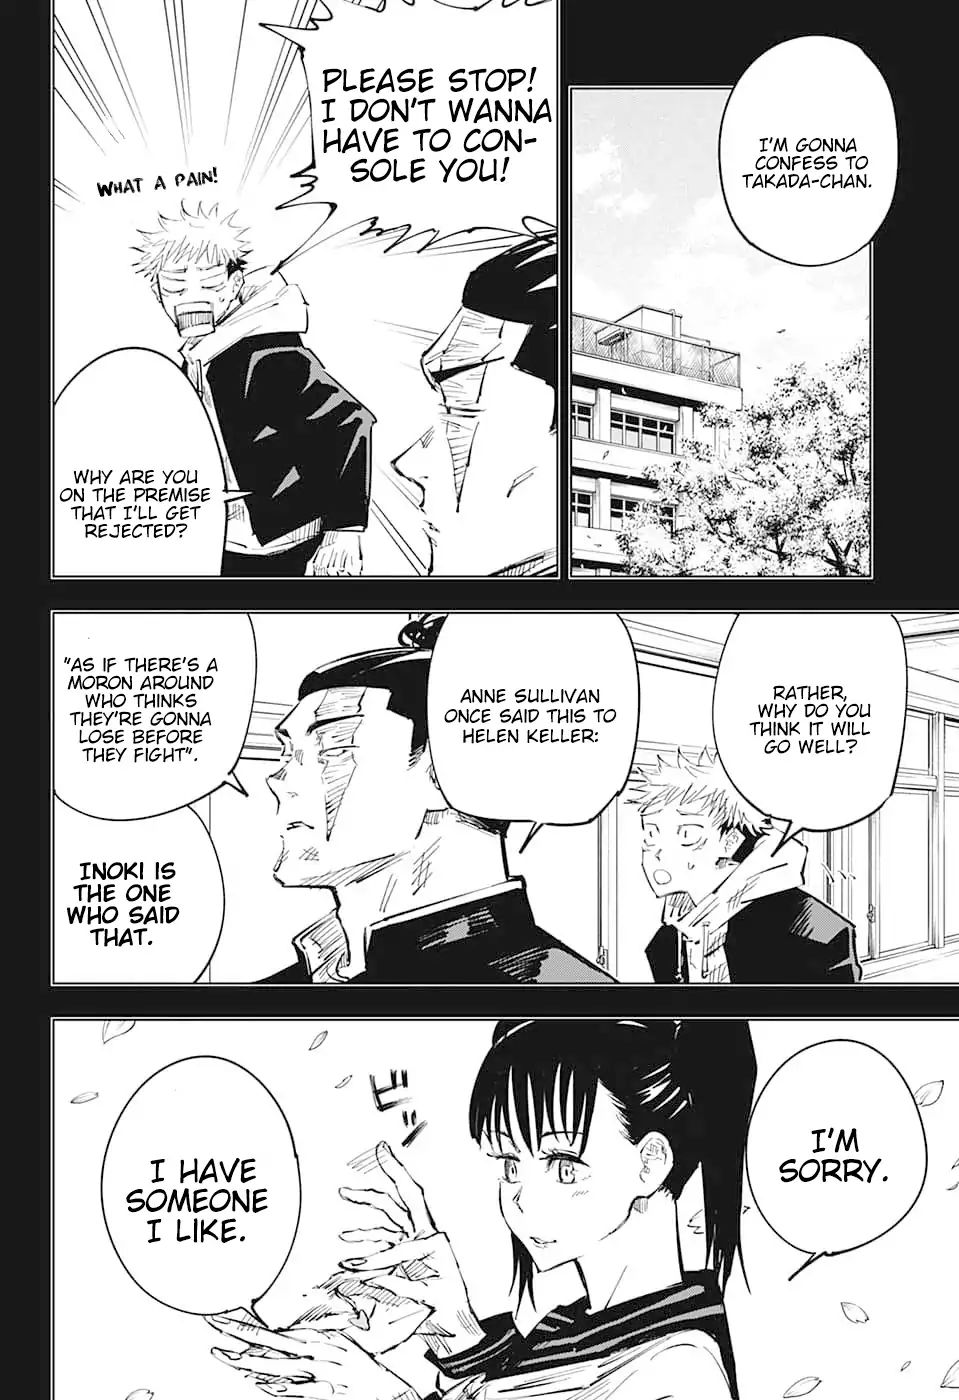 I'M GONNA
CONFESS TO
TAKADA-CHAN.
PLEASE STOP!
I DON'T WANNA
HAVE TO CON-
SOLE YOU!
WHAT A PAIN!
WHY ARE YOU
ON THE PREMISE
THAT I'LL GET
REJECTED?
RATHER,
WHY DO YOU
THINK IT WILL
GO WELL?
ANNE SULLIVAN
ONCE SAID THIS TO
HELEN KELLER:
"AS IF THERE'S A
MORON AROUND
WHO THINKS
THEY'RE GONNA
LOSE BEFORE
THEY FIGHT".
INOKI IS
THE ONE
WHO SAID
THAT.
I'M
SORRY.
ビッ
I HAVE
SOMEONE
I LIKE.